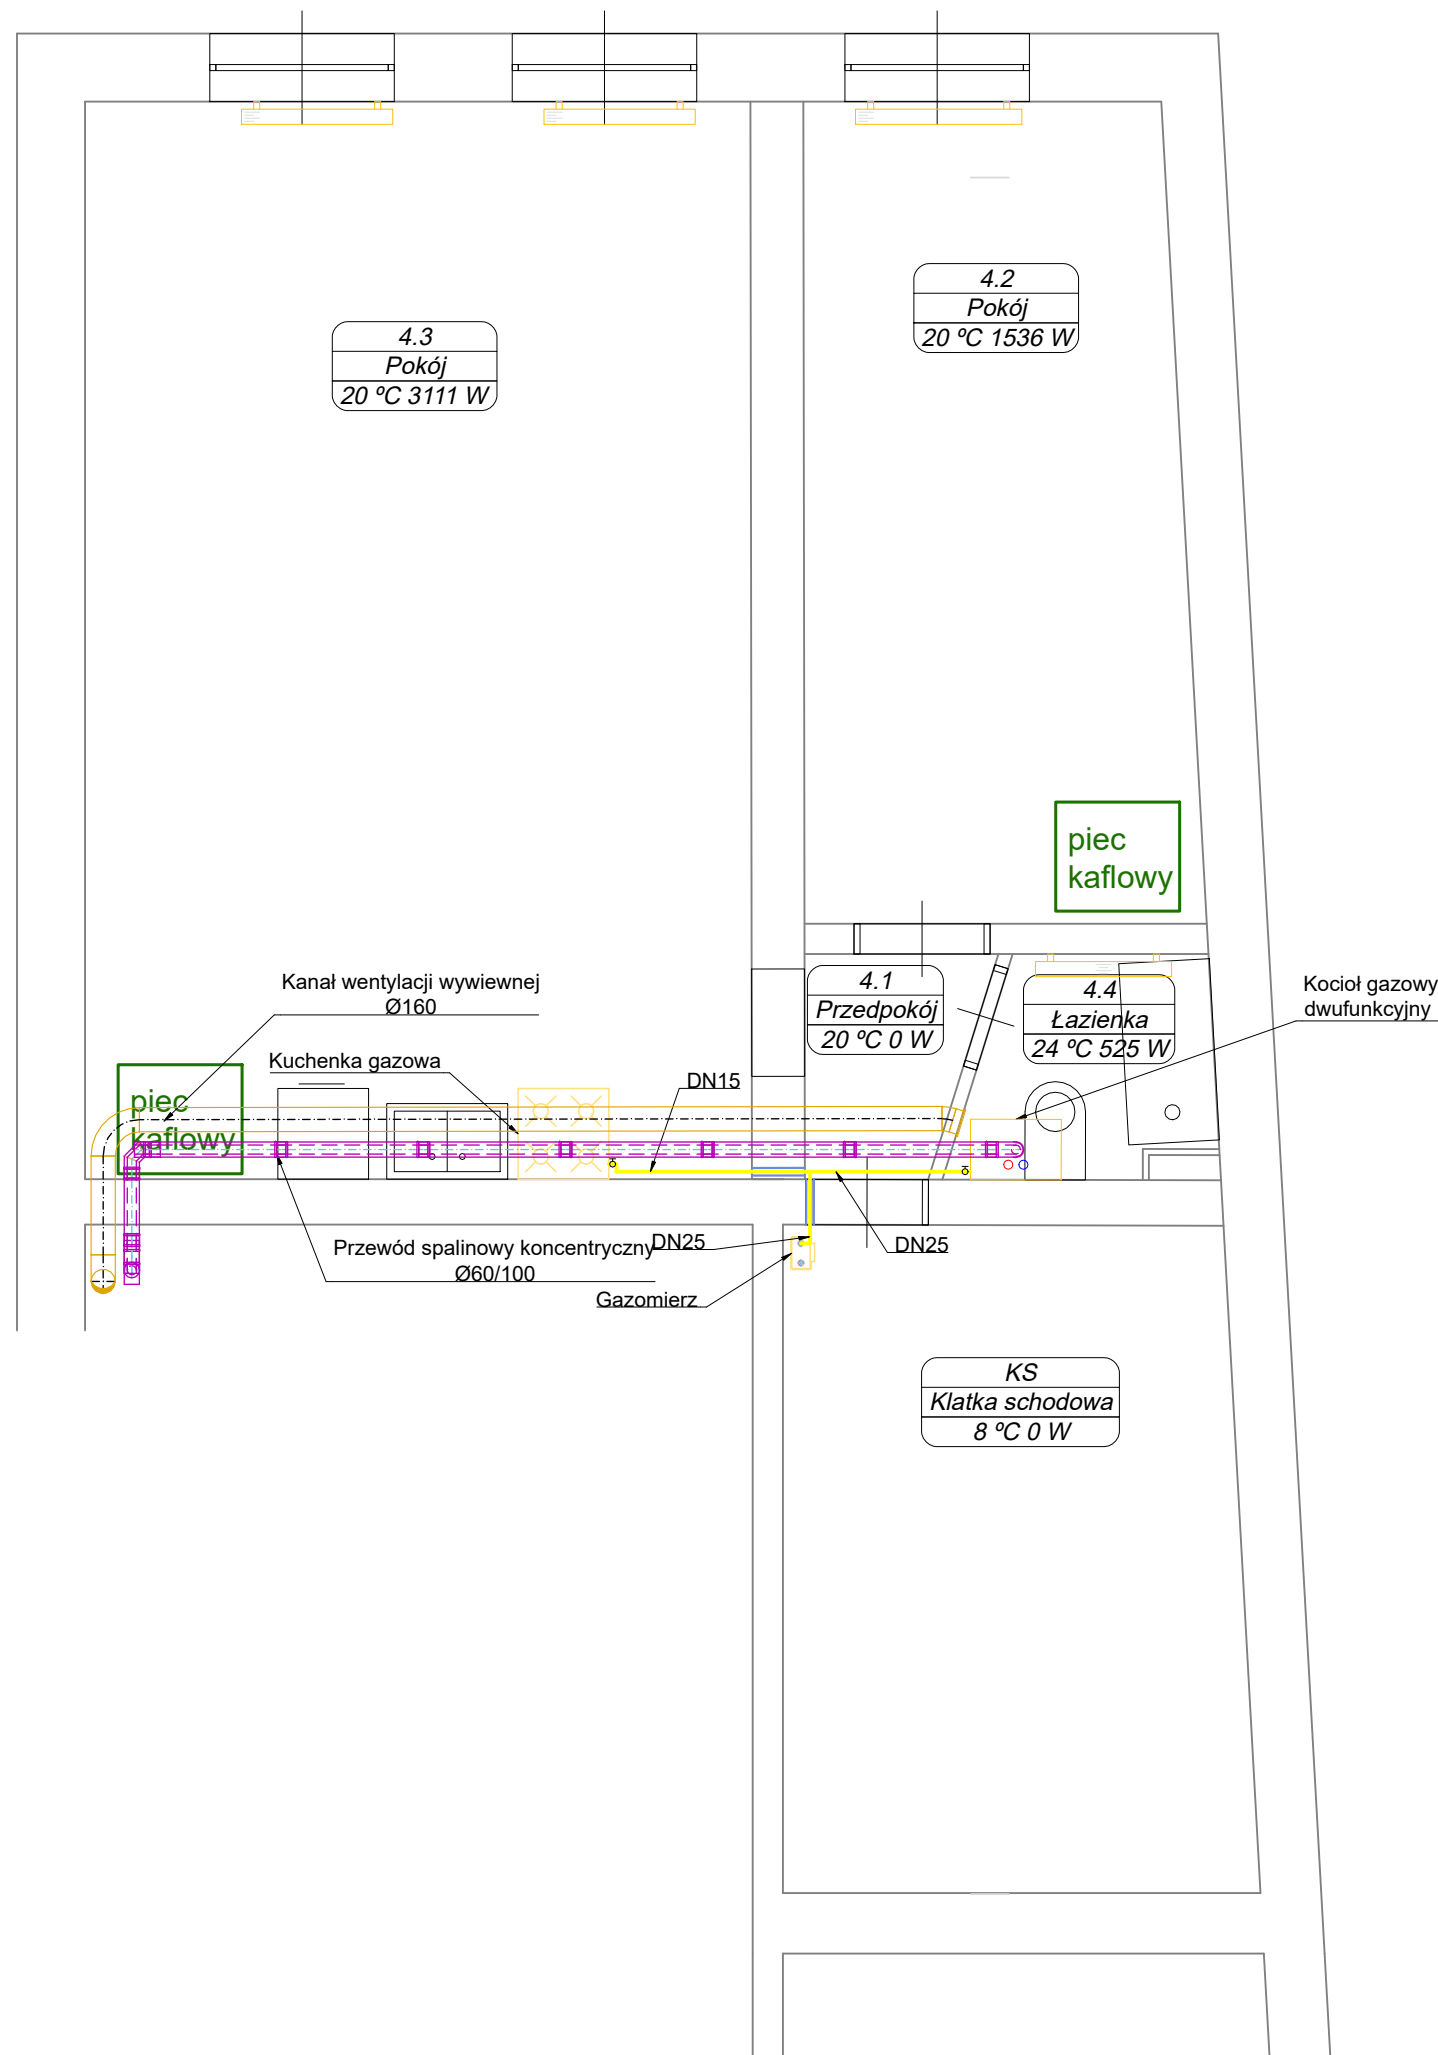 4.2
Pokój
20 ºC 1536 W
4.3
Pokój
20 ºC 3111 W
piec
kaflowy
Kanał wentylacji wywiewnej
Ø160
4.1
Przedpokój
20 ºC 0 W
4.4
Łazienka
24 ºC 525 W
Kocioł gazowy
dwufunkcyjny
Kuchenka gazowa
DN15
piec
kaflowy
Przewód spalinowy koncentryczny
Ø60/100
DN25
DN25
Gazomierz
KS
Klatka schodowa
8 ºC 0 W